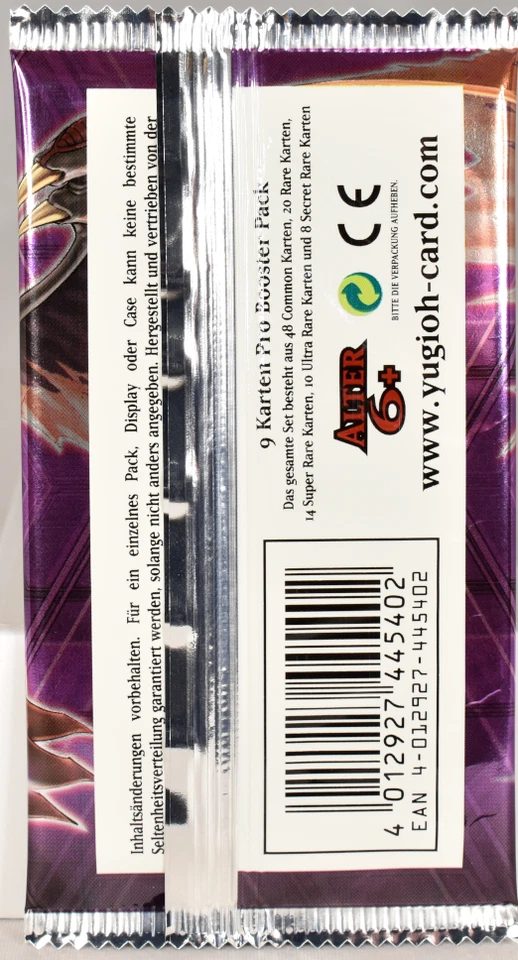 Inhaltsänderungen vorbehalten. Für ein einzelnes Pack, Display oder Case kann keine bestimmte
Seltenheitsverteilung garantiert werden, solange nicht anders angegeben. Hergestellt und vertrieben von der
9 Karten Pro Booster Pack
Das gesamte Set besteht aus 48 Common Karten, 20 Rare Karten,
14 Super Rare Karten, 10 Ultra Rare Karten und 8 Secret Rare Karten
ALTER
6+
CE
BITTE DIE VERPACKUNG AUFHEBEN.
www.yugioh-card.com
4 012927 445402
EAN 4-012927-445402